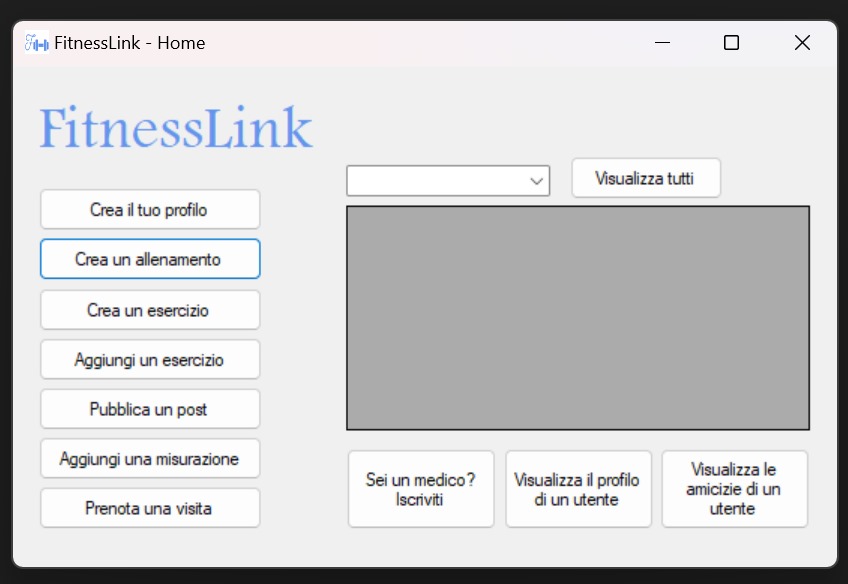 FitnessLink - Home
FitnessLink
Visualizza tutti
Crea il tuo profilo
Crea un allenamento
Crea un esercizio
Aggiungi un esercizio
Pubblica un post
Aggiungi una misurazione
Prenota una visita
Sei un medico?
Iscriviti
Visualizza il profilo
di un utente
Visualizza le
amicizie di un
utente